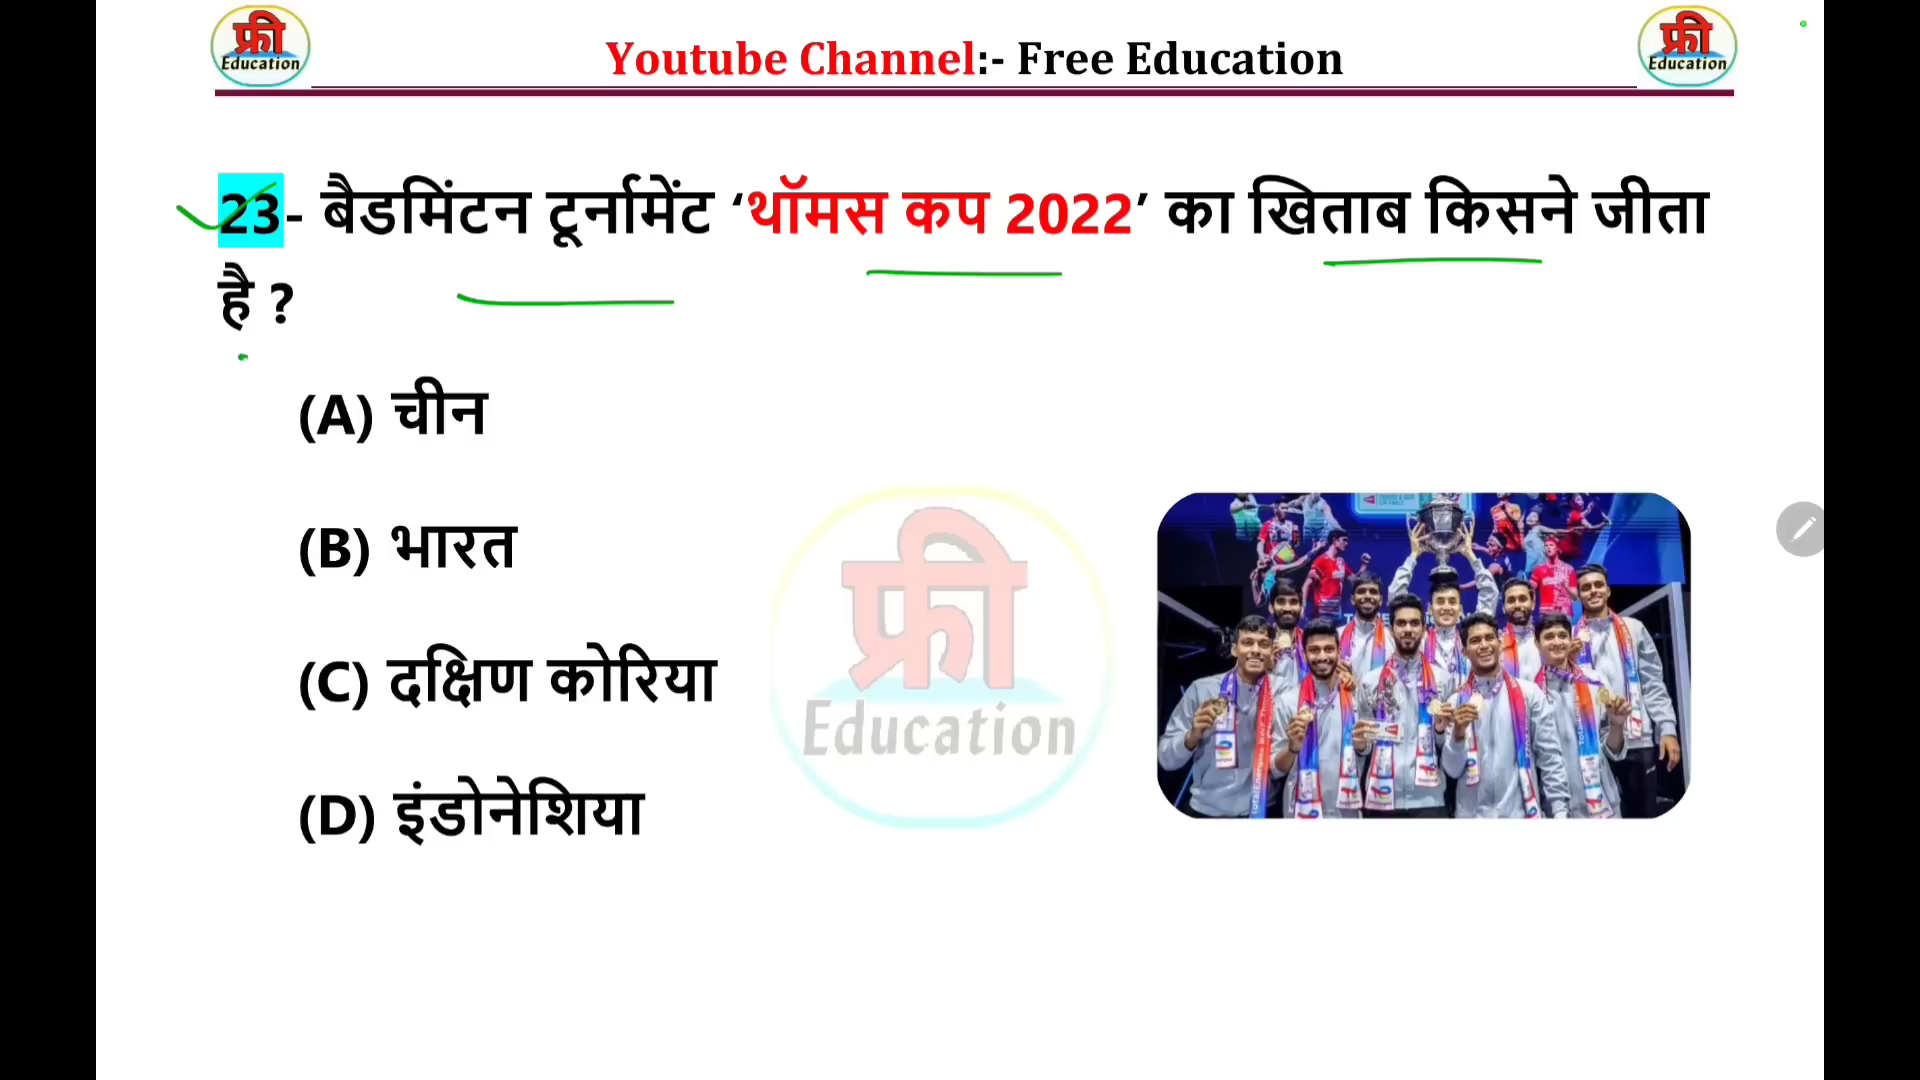 फ्री
Education
Youtube Channel:- Free Education
फ्री
Education
23- बैडमिंटन टूर्नामेंट ‘थॉमस कप 2022’ का खिताब किसने जीता
है ?
(A) चीन
(B) भारत
(C) दक्षिण कोरिया
(D) इंडोनेशिया
फ्री
Education